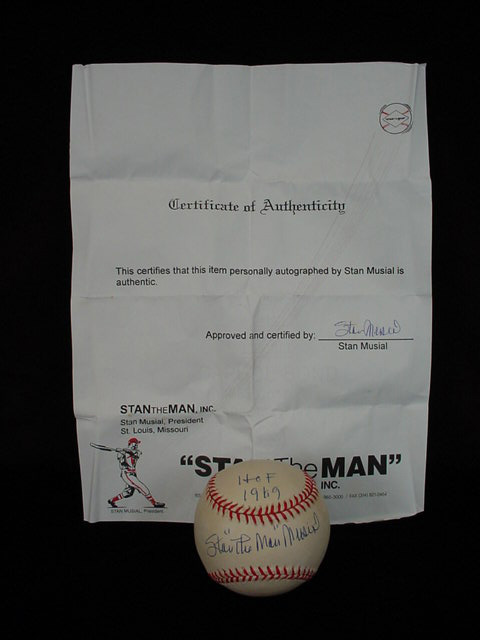 Certificate of Authenticity
This certifies that this item personally autographed by Stan Musial is
authentic.
Approved and certified by: Stan Musial
Stan Musial
STAN THE MAN, INC.
Stan Musial, President
St. Louis, Missouri
"STAN The MAN"
INC.
STAN MUSIAL, President
HOF
1969
Stan "The Man" Musial